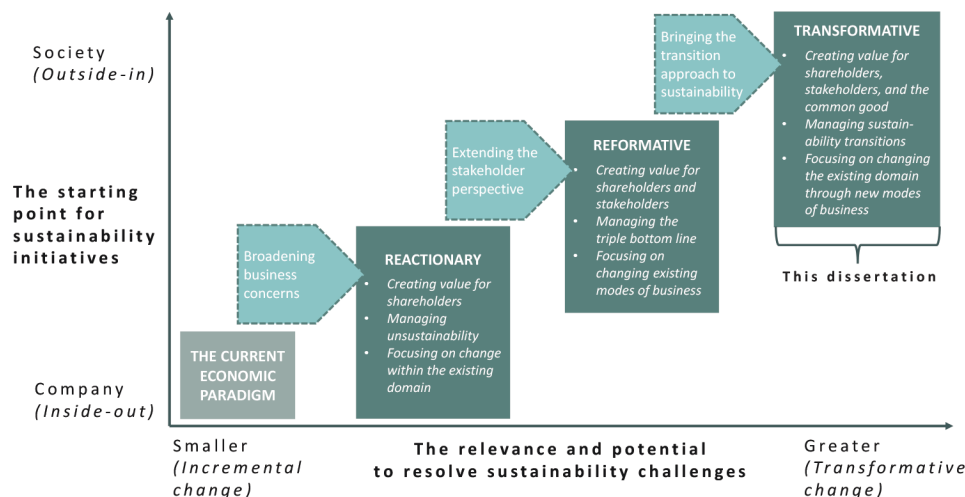 Society
(Outside-in)
The starting
point for
sustainability
initiatives
Company
(Inside-out)
THE CURRENT
ECONOMIC
PARADIGM
Broadening
business
concerns
REACTIONARY
• Creating value for
shareholders
• Managing
unsustainability
• Focusing on change
within the existing
domain
Extending the
stakeholder
perspective
REFORMATIVE
• Creating value for
shareholders and
stakeholders
• Managing the
triple bottom line
• Focusing on
changing existing
modes of business
Bringing the
transition
approach to
sustainability
TRANSFORMATIVE
• Creating value for
shareholders,
stakeholders, and the
common good
• Managing sustain-
ability transitions
• Focusing on changing
the existing domain
through new modes
of business
This dissertation
Smaller
(Incremental
change)
The relevance and potential
to resolve sustainability challenges
Greater
(Transformative
change)